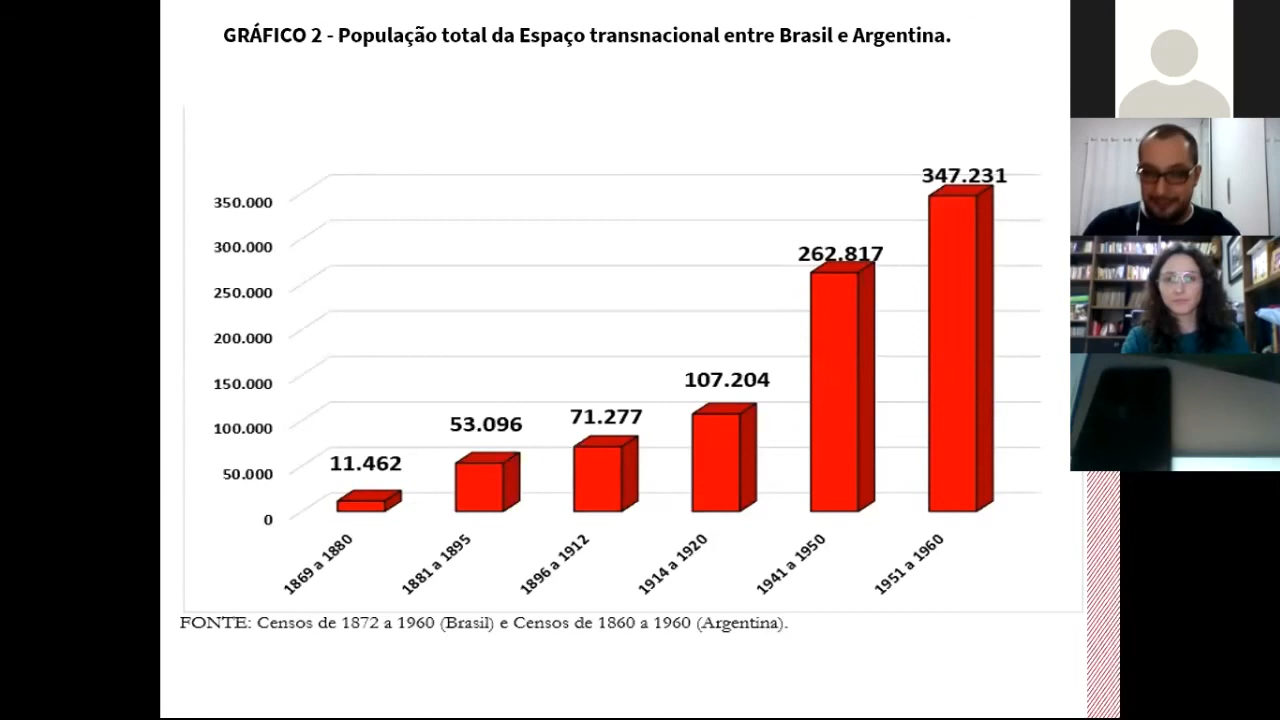 GRÁFICO 2 - População total da Espaço transnacional entre Brasil e Argentina.
347.231
350.000
300.000
262.817
250.000
200.000
150.000
107.204
100.000
71.277
53.096
50.000
11.462
0
1869 a 1880
1881 a 1895
1896 a 1912
1914 a 1920
1941 a 1950
1951 a 1960
FONTE: Censos de 1872 a 1960 (Brasil) e Censos de 1860 a 1960 (Argentina).